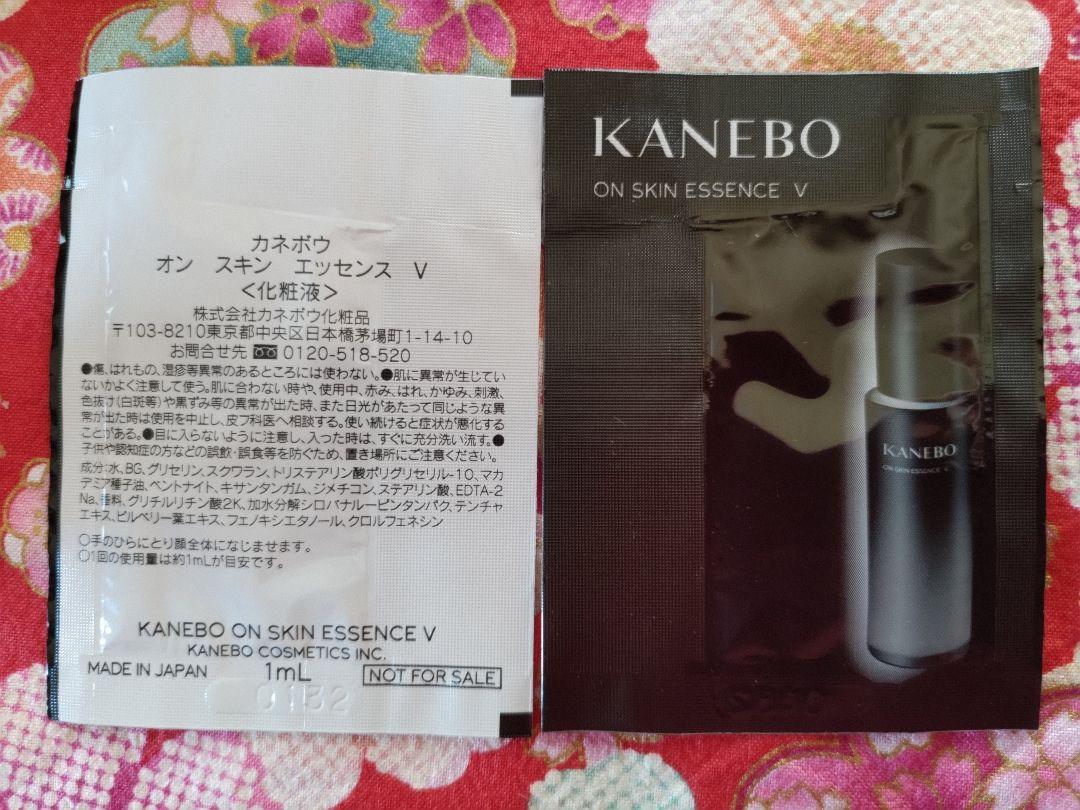 カネボウ
オン スキン エッセンス V
<化粧液>
株式会社カネボウ化粧品
〒103-8210東京都中央区日本橋茅場町1-14-10
お問合せ先 0120-518-520
●傷、はれもの、湿疹等異常のあるところには使わない。●肌に異常が生じてい
ないかよく注意して使う。肌に合わない時や、使用中、赤み、はれ、かゆみ、刺激、
色抜け(白斑等)や黒ずみ等の異常が出た時、また日光があたって同じような異
常が出た時は使用を中止し、皮フ科医へ相談する。使い続けると症状が悪化する
ことがある。●目に入らないように注意し、入った時は、すぐに充分洗い流す。●
子供や認知症の方などの誤飲・誤食等を防ぐため、置き場所にご注意ください。
成分:水、BG、グリセリン、スクワラン、トリステアリン酸ポリグリセリル-10、マカ
デミア種子油、ベントナイト、キサンタンガム、ジメチコン、ステアリン酸、EDTA-2
Na、香料、グリチルリチン酸2K、加水分解シロバナルーピンタンパク、テンチャ
エキス、ビルベリー葉エキス、フェノキシエタノール、クロルフェネシン
○手のひらにとり顔全体になじませます。
○1回の使用量は約1mLが目安です。
KANEBO ON SKIN ESSENCE V
KANEBO COSMETICS INC.
MADE IN JAPAN 1mL NOT FOR SALE
0132
KANEBO
ON SKIN ESSENCE V
KANEBO
ON SKIN ESSENCE V